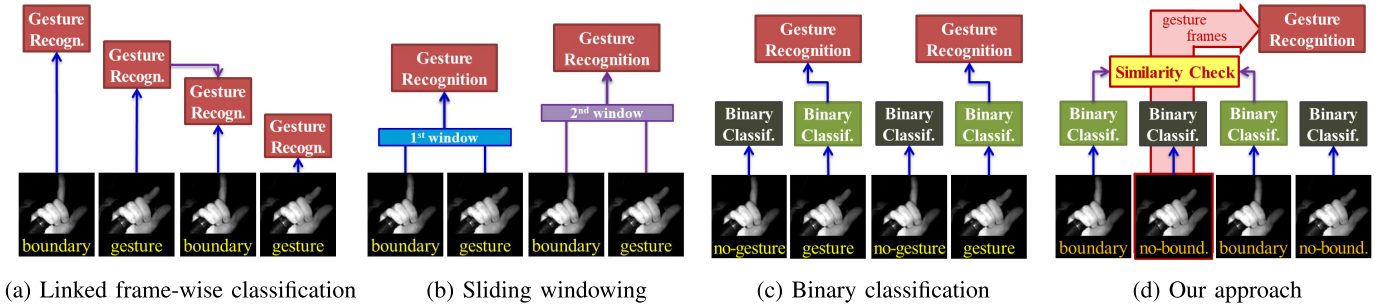 Gesture
Recogn.
Gesture
Recogn.
Gesture
Recogn.
Gesture
Recogn.
boundary
gesture
boundary
gesture
(a) Linked frame-wise classification
Gesture
Recognition
Gesture
Recognition
1st window
2nd window
boundary
gesture
boundary
gesture
(b) Sliding windowing
Gesture
Recognition
Gesture
Recognition
Binary
Classif.
Binary
Classif.
Binary
Classif.
Binary
Classif.
no-gesture
gesture
no-gesture
gesture
(c) Binary classification
gesture
frames
Gesture
Recognition
Similarity Check
Binary
Classif.
Binary
Classif.
Binary
Classif.
Binary
Classif.
boundary
no-bound.
boundary
no-bound.
(d) Our approach